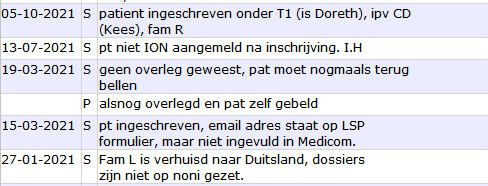 05-10-2021 S patient ingeschreven onder T1 (is Doreth), ipv CD
(Kees), fam R
13-07-2021 S pt niet ION aangemeld na inschrijving. I.H
19-03-2021 S geen overleg geweest, pat moet nogmaals terug
bellen
P alsnog overlegd en pat zelf gebeld
15-03-2021 S pt ingeschreven, email adres staat op LSP
formulier, maar niet ingevuld in Medicom.
27-01-2021 S Fam L is verhuisd naar Duitsland, dossiers
zijn niet op noni gezet.